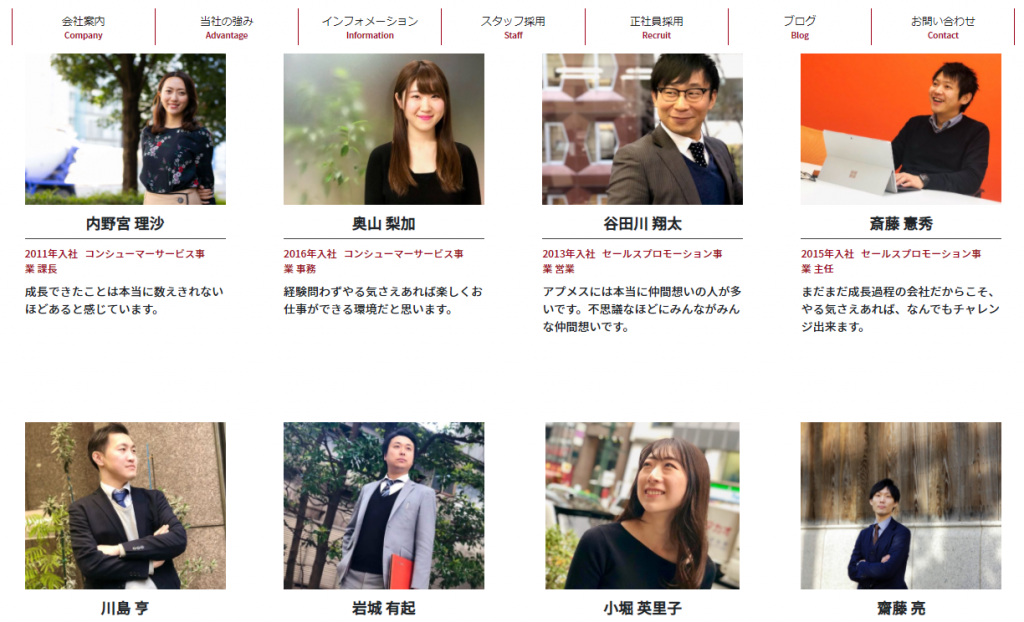 会社案内
Company
当社の強み
Advantage
インフォメーション
Information
スタッフ採用
Staff
正社員採用
Recruit
ブログ
Blog
お問い合わせ
Contact
内野宮 理沙
2011年入社 コンシューマーサービス事
業 課長
成長できたことは本当に数えきれない
ほどあると感じています。
奥山 梨加
2016年入社 コンシューマーサービス事
業 事務
経験問わずやる気さえあれば楽しくお
仕事ができる環境だと思います。
谷田川 翔太
2013年入社 セールスプロモーション事
業 営業
アプメスには本当に仲間想いの人が多
いです。不思議なほどにみんながみん
な仲間想いです。
斎藤 憲秀
2015年入社 セールスプロモーション事
業 主任
まだまだ成長過程の会社だからこそ、
やる気さえあれば、なんでもチャレン
ジ出来ます。
川島 亨
岩城 有起
小堀 英里子
齋藤 亮